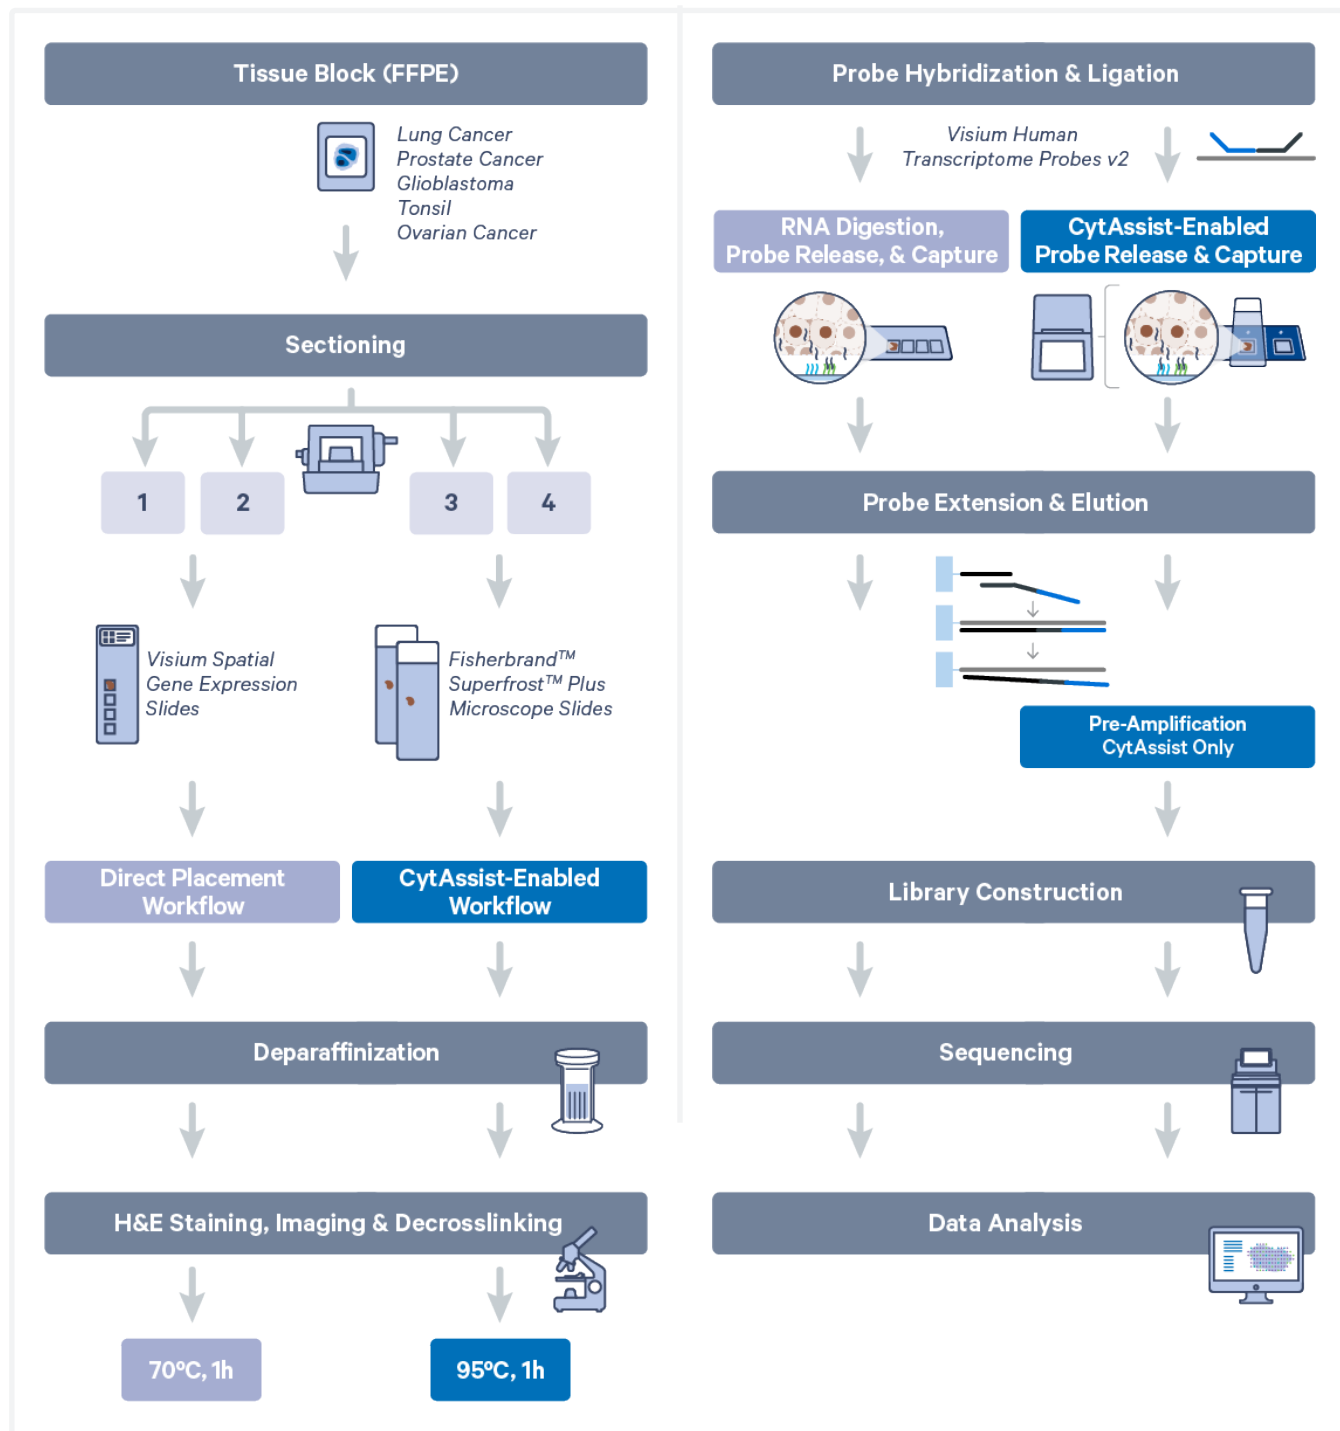 Tissue Block (FFPE)
Lung Cancer
Prostate Cancer
Glioblastoma
Tonsil
Ovarian Cancer
Sectioning
1
2
3
4
Visium Spatial
Gene Expression
Slides
Fisherbrand™
Superfrost™ Plus
Microscope Slides
Direct Placement
Workflow
CytAssist-Enabled
Workflow
Deparaffinization
H&E Staining, Imaging & Decrosslinking
70ºC, 1h
95ºC, 1h
Probe Hybridization & Ligation
Visium Human
Transcriptome Probes v2
RNA Digestion,
Probe Release, & Capture
CytAssist-Enabled
Probe Release & Capture
Probe Extension & Elution
Pre-Amplification
CytAssist Only
Library Construction
Sequencing
Data Analysis